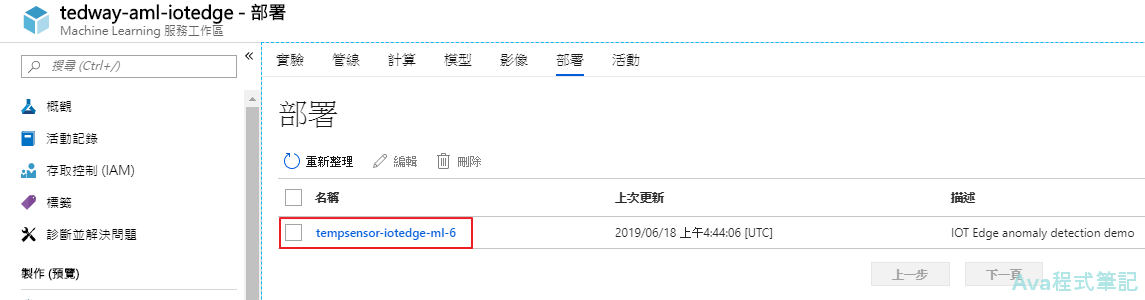 tedway-aml-iotedge - 部署
Machine Learning 服務工作區
搜尋 (Ctrl+/)
«
概觀
活動記錄
存取控制 (IAM)
標籤
診斷並解決問題
製作 (預覽)
實驗 管線 計算 模型 影像 部署 活動
部署
重新整理 編輯 刪除
名稱 上次更新 描述
tempsensor-iotedge-ml-6 2019/06/18 上午4:44:06 [UTC] IOT Edge anomaly detection demo
上一步 下一頁
Ava程式筆記